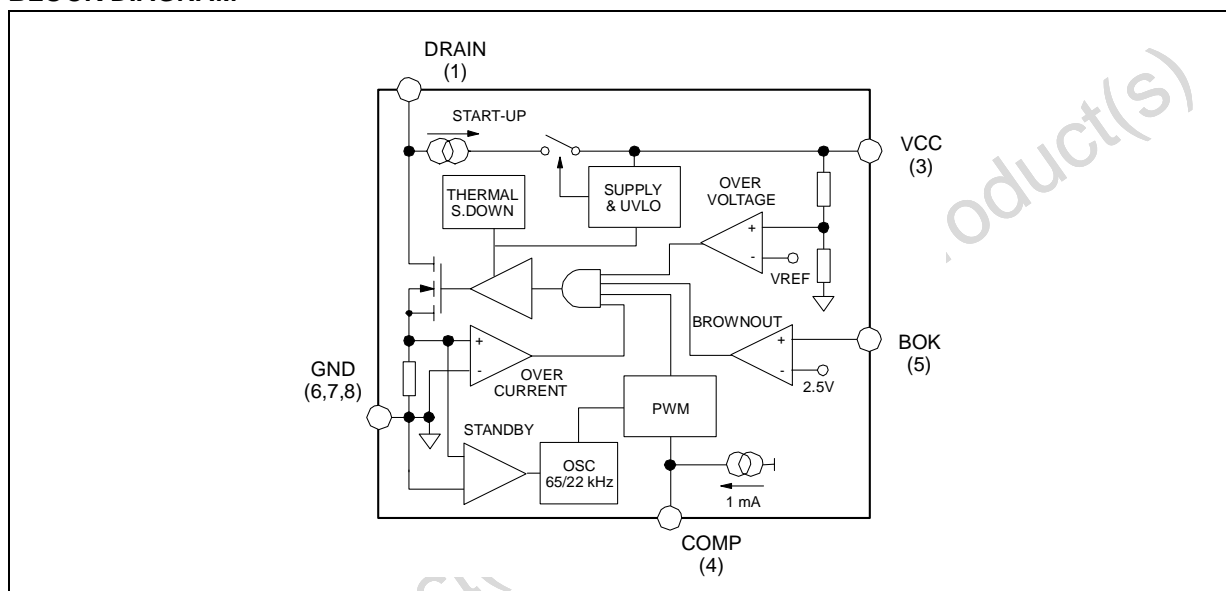 DRAIN
(1)
START-UP
VCC
(3)
THERMAL
S.DOWN
SUPPLY
& UVLO
OVER
VOLTAGE
+
-
VREF
BROWNOUT
+
-
2.5V
BOK
(5)
GND
(6,7,8)
+
-
OVER
CURRENT
PWM
STANDBY
OSC
65/22 kHz
1 mA
COMP
(4)